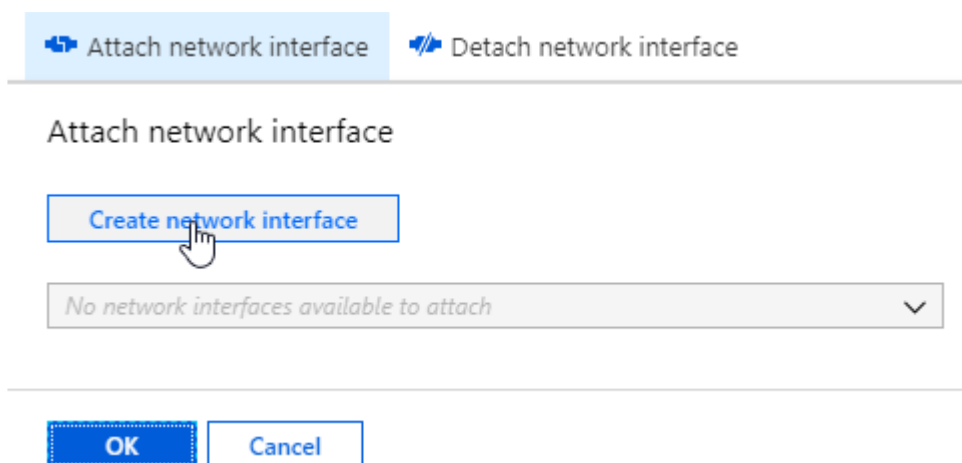 Attach network interface Detach network interface
Attach network interface
Create network interface
No network interfaces available to attach
OK Cancel